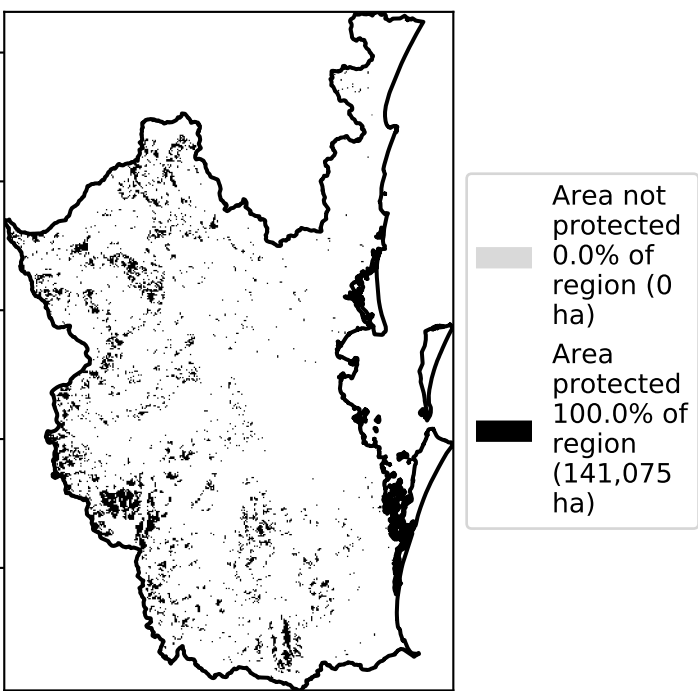 Area not
protected
0.0% of
region (0
ha)
Area
protected
100.0% of
region
(141,075
ha)